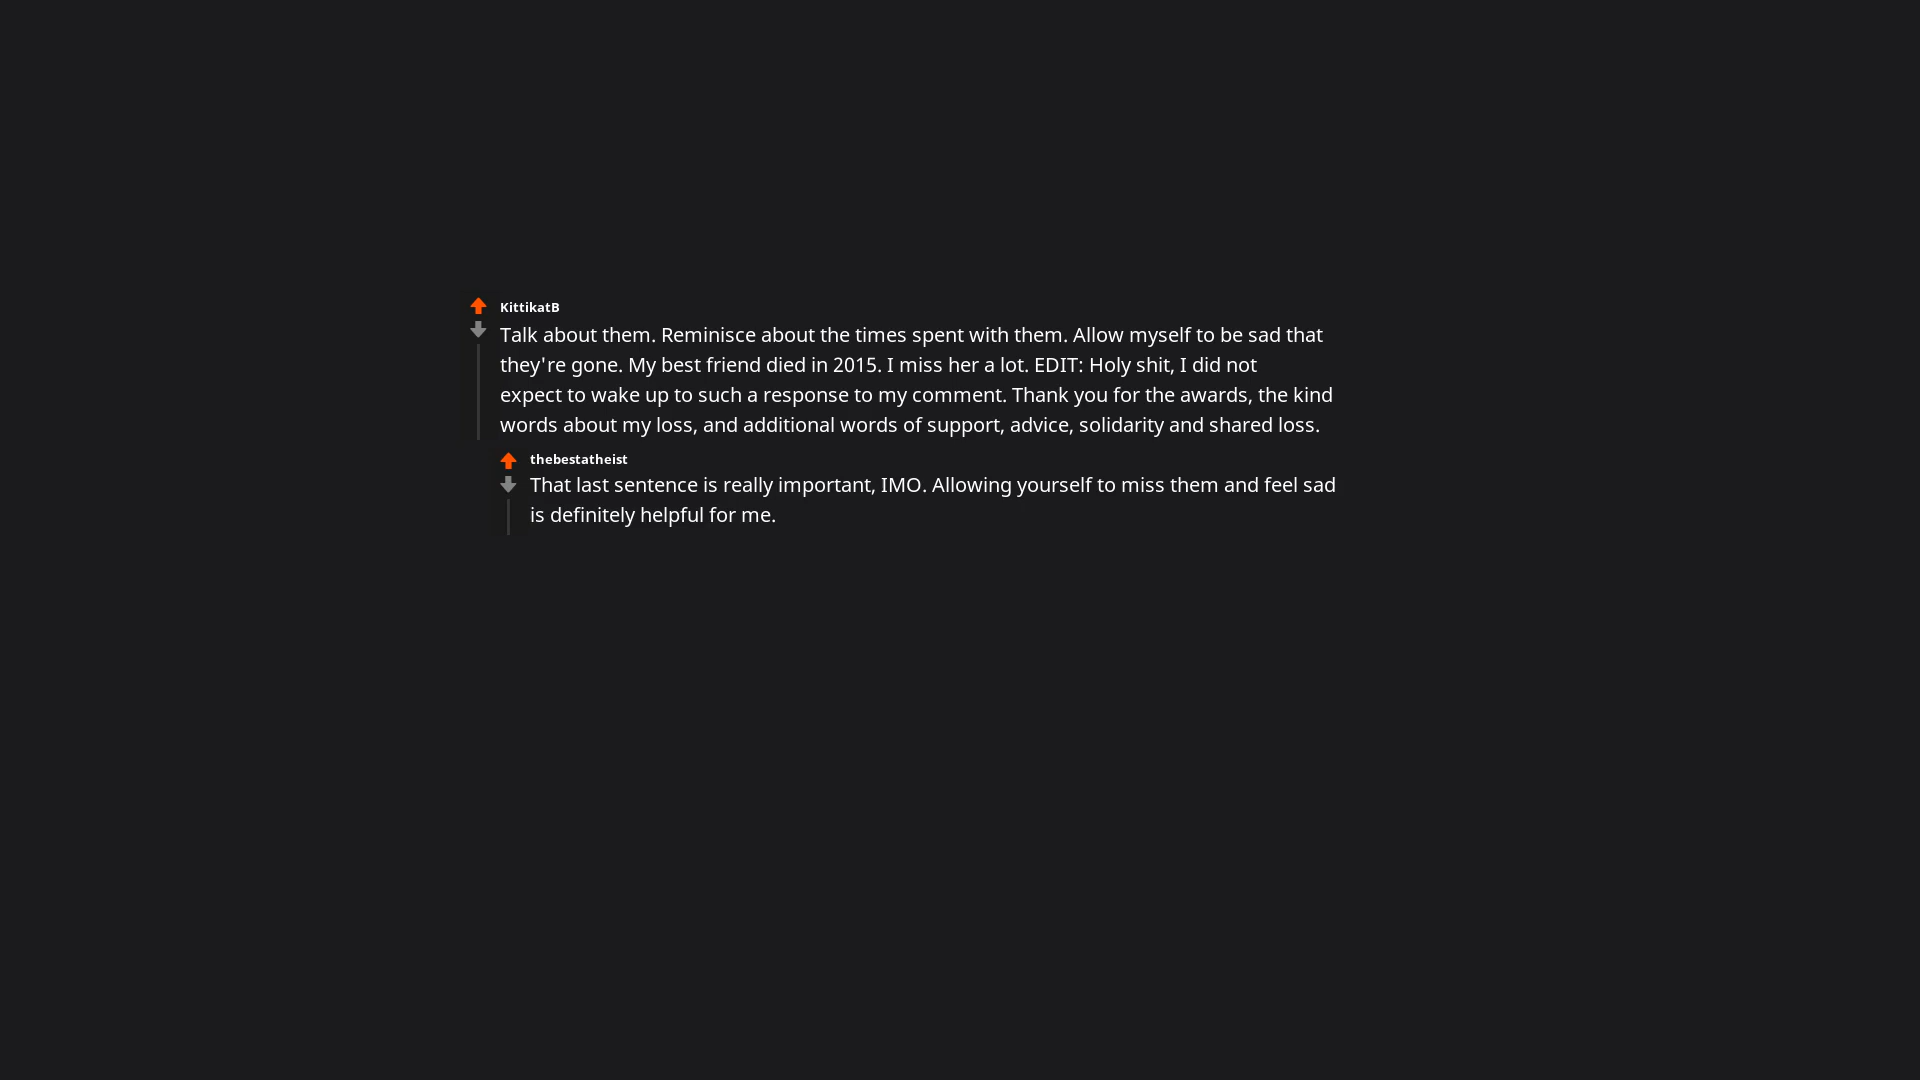 KittikatB
Talk about them. Reminisce about the times spent with them. Allow myself to be sad that
they're gone. My best friend died in 2015. I miss her a lot. EDIT: Holy shit, I did not
expect to wake up to such a response to my comment. Thank you for the awards, the kind
words about my loss, and additional words of support, advice, solidarity and shared loss.
thebestatheist
That last sentence is really important, IMO. Allowing yourself to miss them and feel sad
is definitely helpful for me.